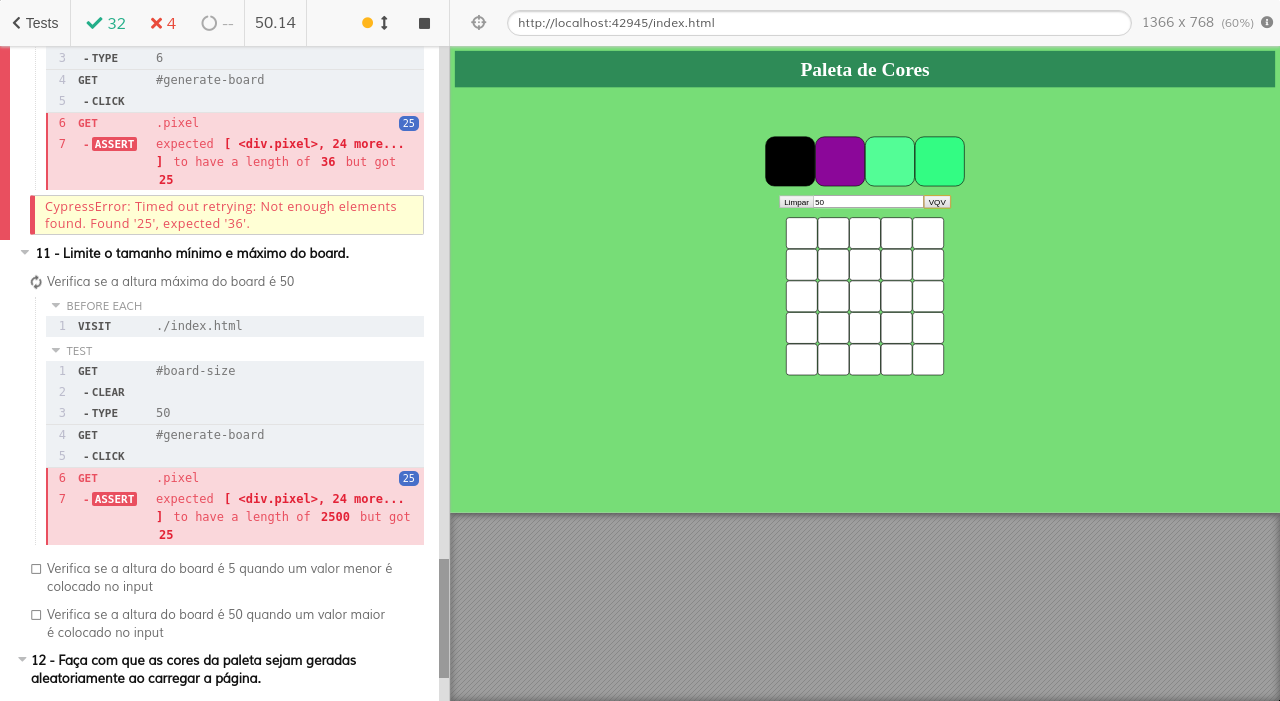 Tests 32 4 -- 50.14
http://localhost:42945/index.html 1366 x 768 (60%)
3 - TYPE 6
4 GET #generate-board
5 - CLICK
6 GET .pixel 25
7 - ASSERT expected [ <div.pixel>, 24 more...
] to have a length of 36 but got
25
CypressError: Timed out retrying: Not enough elements
found. Found '25', expected '36'.
11 - Limite o tamanho mínimo e máximo do board.
Verifica se a altura máxima do board é 50
BEFORE EACH
1 VISIT ./index.html
TEST
1 GET #board-size
2 - CLEAR
3 - TYPE 50
4 GET #generate-board
5 - CLICK
6 GET .pixel 25
7 - ASSERT expected [ <div.pixel>, 24 more...
] to have a length of 2500 but got
25
Verifica se a altura do board é 5 quando um valor menor é
colocado no input
Verifica se a altura do board é 50 quando um valor maior
é colocado no input
12 - Faça com que as cores da paleta sejam geradas
aleatoriamente ao carregar a página.
Paleta de Cores
Limpar 50 VQV